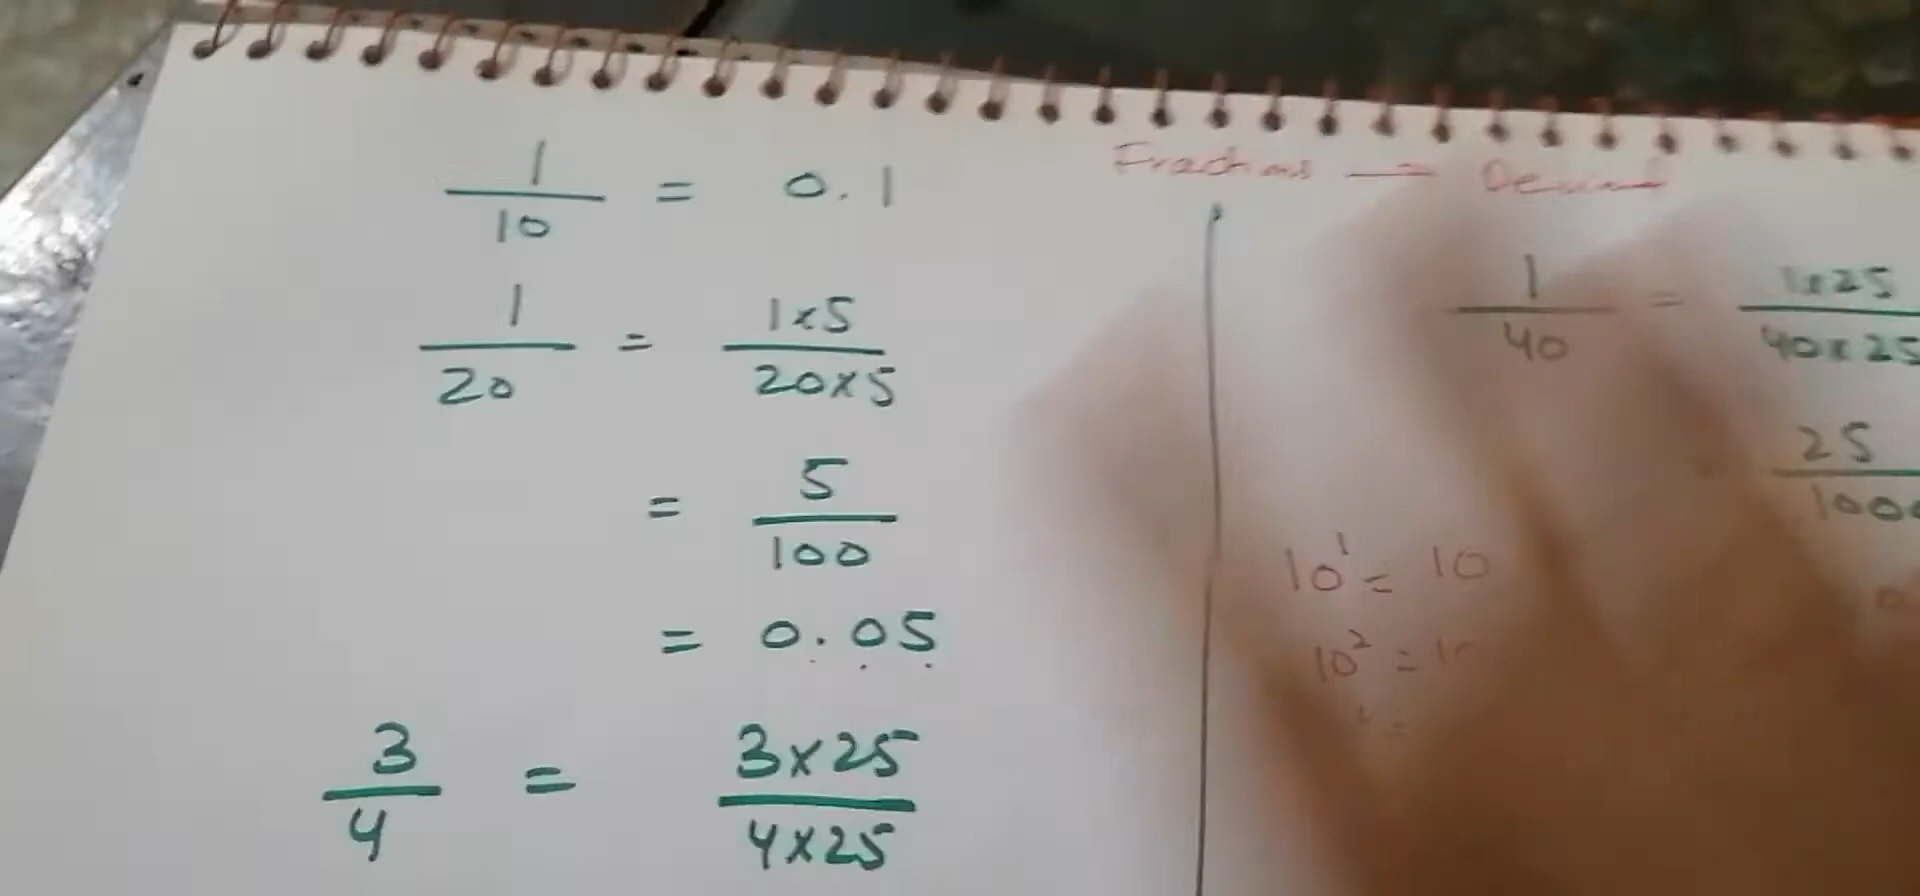 1/10 = 0.1
1/20 = 1x5/20x5
= 5/100
= 0.05
3/4 = 3x25/4x25
Fractions →
1/40 = 1x25/40x25
25/100
10¹ = 10
10² =